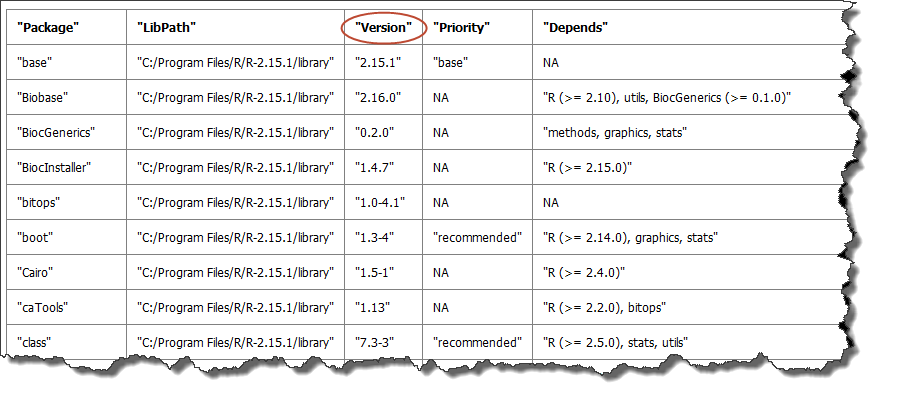 "Package" "LibPath" "Version" "Priority" "Depends"
"base" "C:/Program Files/R/R-2.15.1/library" "2.15.1" "base" NA
"Biobase" "C:/Program Files/R/R-2.15.1/library" "2.16.0" NA "R (>= 2.10), utils, BiocGenerics (>= 0.1.0)"
"BiocGenerics" "C:/Program Files/R/R-2.15.1/library" "0.2.0" NA "methods, graphics, stats"
"BiocInstaller" "C:/Program Files/R/R-2.15.1/library" "1.4.7" NA "R (>= 2.15.0)"
"bitops" "C:/Program Files/R/R-2.15.1/library" "1.0-4.1" NA NA
"boot" "C:/Program Files/R/R-2.15.1/library" "1.3-4" "recommended" "R (>= 2.14.0), graphics, stats"
"Cairo" "C:/Program Files/R/R-2.15.1/library" "1.5-1" NA "R (>= 2.4.0)"
"caTools" "C:/Program Files/R/R-2.15.1/library" "1.13" NA "R (>= 2.2.0), bitops"
"class" "C:/Program Files/R/R-2.15.1/library" "7.3-3" "recommended" "R (>= 2.5.0), stats, utils"